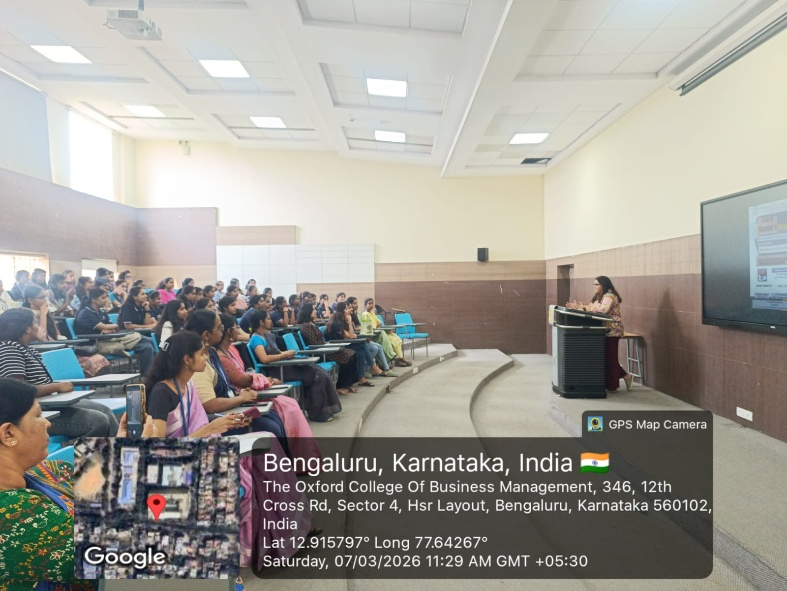 GPS Map Camera
Bengaluru, Karnataka, India 🇮🇳
The Oxford College Of Business Management, 346, 12th
Cross Rd, Sector 4, Hsr Layout, Bengaluru, Karnataka 560102,
India
Lat 12.915797° Long 77.64267°
Saturday, 07/03/2026 11:29 AM GMT +05:30
Google